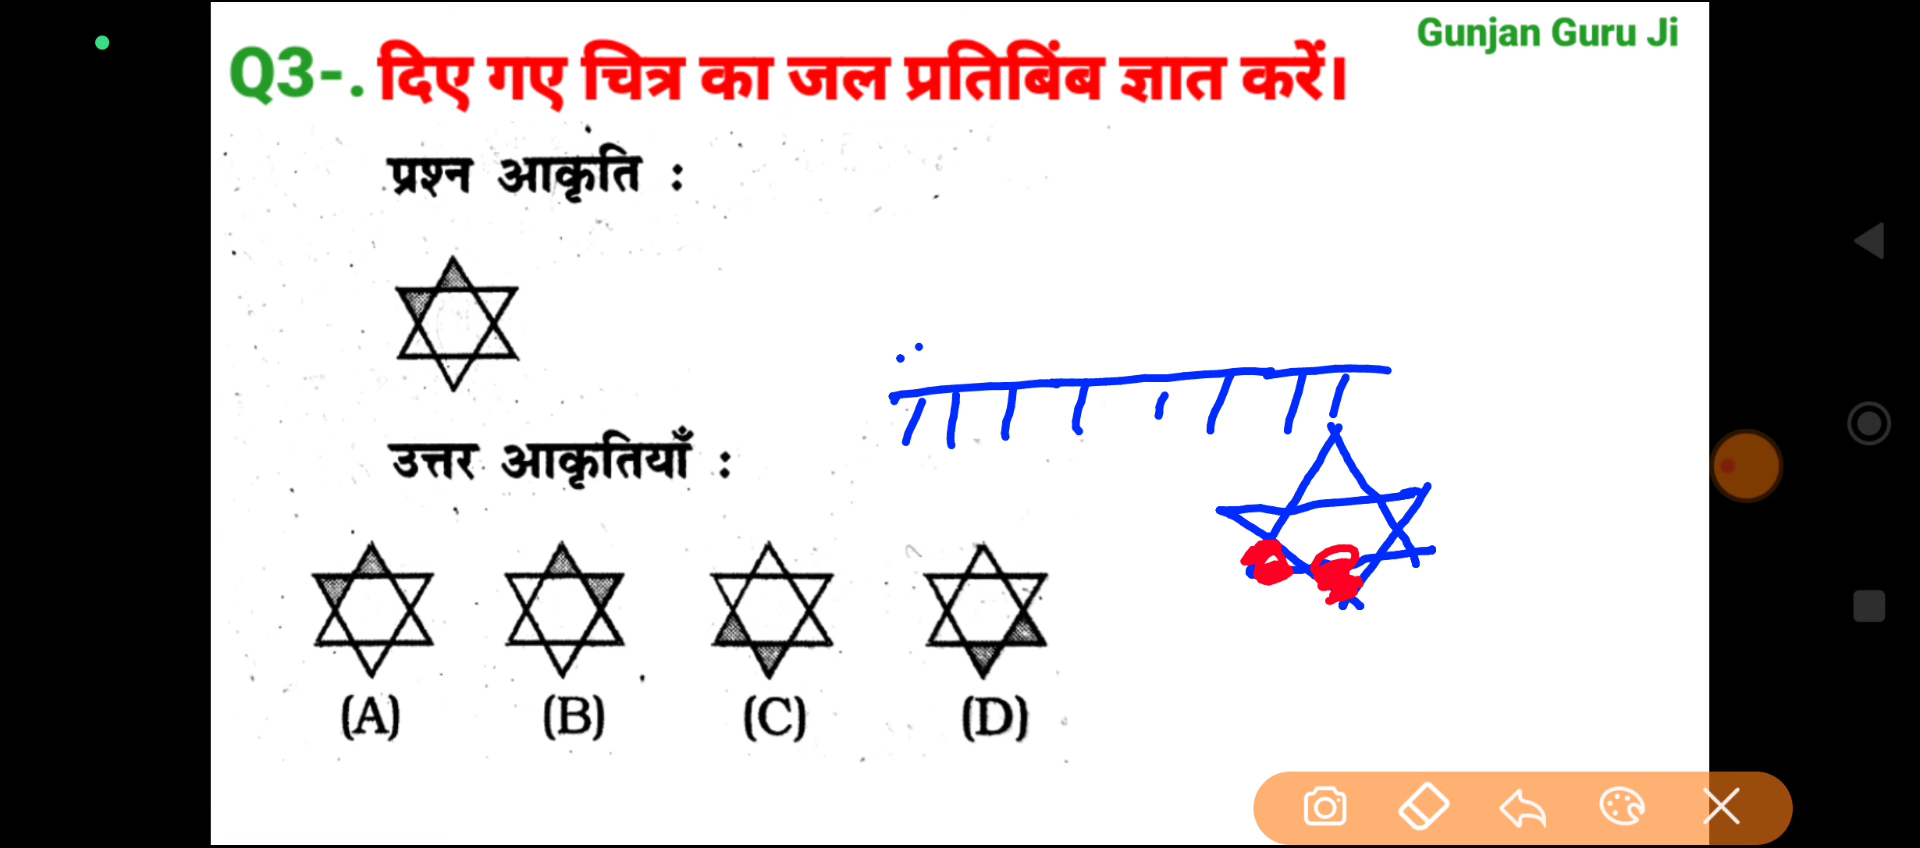 Gunjan Guru Ji
Q3-. दिए गए चित्र का जल प्रतिबिंब ज्ञात करें।
प्रश्न आकृति :
उत्तर आकृतियाँ :
(A) (B) (C) (D)